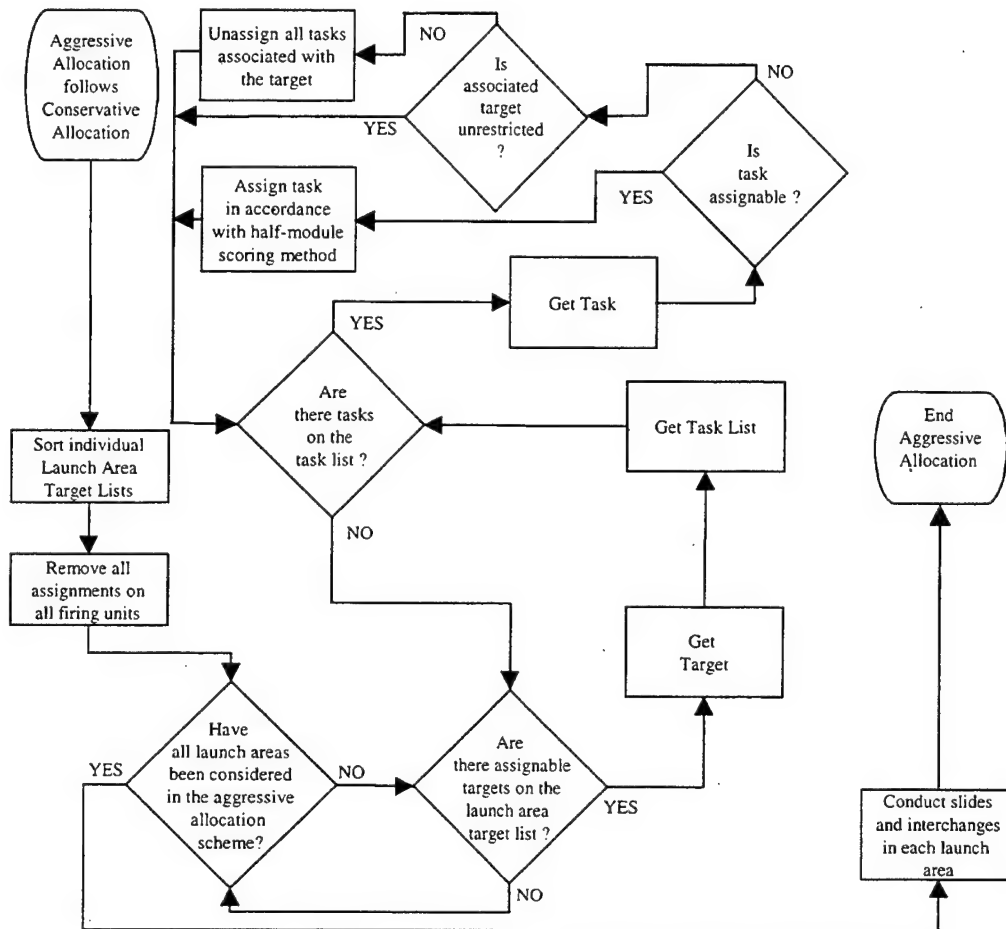 Aggressive
Allocation
follows
Conservative
Allocation
Unassign all tasks
associated with
the target
NO
Is
associated
target
unrestricted
?
YES
NO
Is
task
assignable ?
YES
Assign task
in accordance
with half-module
scoring method
Get Task
YES
Are
there tasks
on the
task list ?
NO
Get Task List
End
Aggressive
Allocation
Sort individual
Launch Area
Target Lists
Remove all
assignments on
all firing units
Get
Target
Have
all launch areas
been considered
in the aggressive
allocation
scheme?
YES
NO
Are
there assignable
targets on the
launch area
target list ?
YES
NO
Conduct slides
and interchanges
in each launch
area